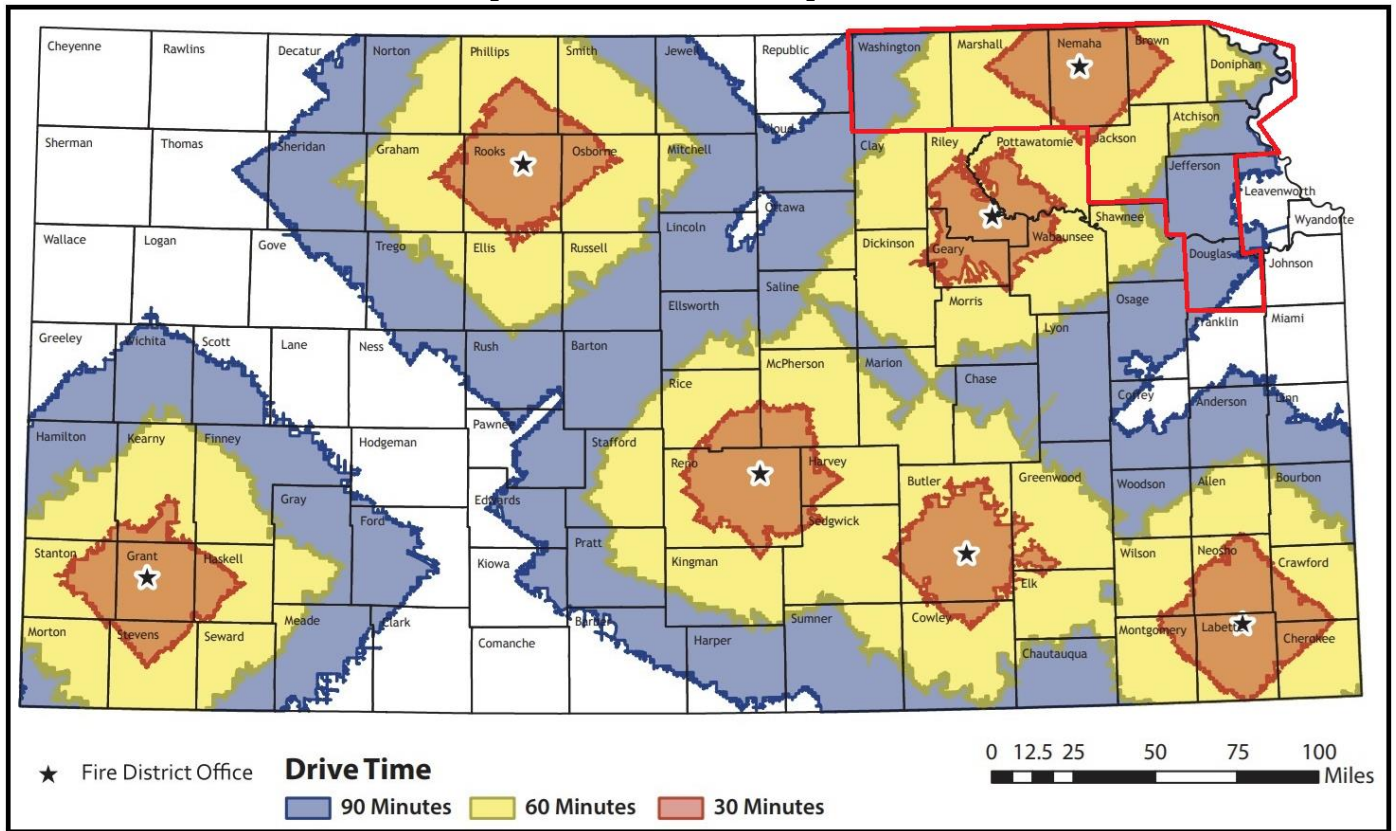 Cheyenne
Rawlins
Decatur
Norton
Phillips
Smith
Jewell
Republic
Washington
Marshall
Nemaha
Brown
Doniphan
Sherman
Thomas
Sheridan
Graham
Rooks
Osborne
Mitchell
Cloud
Clay
Riley
Pottawatomie
Jackson
Atchison
Jefferson
Leavenworth
Wyandotte
Wallace
Logan
Gove
Trego
Ellis
Russell
Lincoln
Ottawa
Dickinson
Geary
Wabaunsee
Shawnee
Douglas
Johnson
Saline
Ellsworth
Morris
Osage
Greeley
Wichita
Scott
Lane
Ness
Rush
Barton
Rice
McPherson
Marion
Chase
Lyon
Franklin
Miami
Coffey
Anderson
Linn
Hamilton
Kearny
Finney
Hodgeman
Pawnee
Stafford
Reno
Harvey
Butler
Greenwood
Woodson
Allen
Bourbon
Gray
Ford
Edwards
Pratt
Sedgwick
Stanton
Grant
Haskell
Kiowa
Kingman
Elk
Wilson
Neosho
Crawford
Morton
Stevens
Seward
Meade
Clark
Comanche
Barber
Harper
Sumner
Cowley
Chautauqua
Montgomery
Labette
Cherokee
Fire District Office
Drive Time
90 Minutes 60 Minutes 30 Minutes
0 12.5 25 50 75 100
Miles